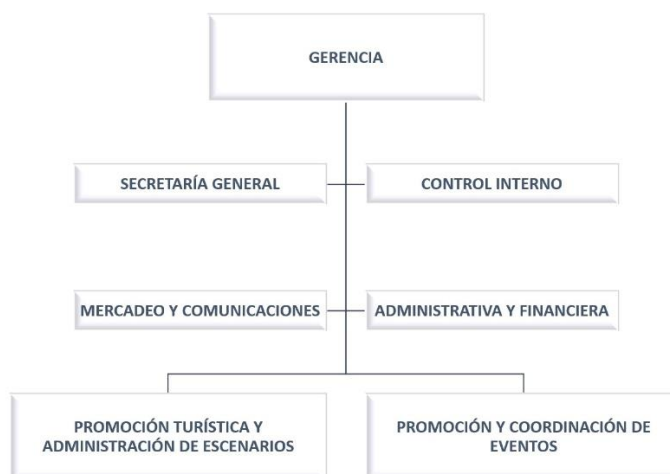 GERENCIA
SECRETARÍA GENERAL
CONTROL INTERNO
MERCADEO Y COMUNICACIONES
ADMINISTRATIVA Y FINANCIERA
PROMOCIÓN TURÍSTICA Y
ADMINISTRACIÓN DE ESCENARIOS
PROMOCIÓN Y COORDINACIÓN DE
EVENTOS